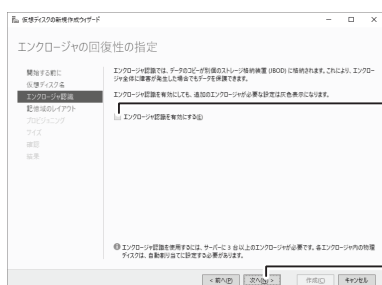 仮想ディスクの新規作成ウィザード
エンクロージャの回復性の指定
開始する前に
仮想ディスク名
エンクロージャ認識
記憶域のレイアウト
プロビジョニング
サイズ
確認
結果
エンクロージャ認識では、データのコピーが別個のストレージ格納装置 (JBOD) に格納されます。これにより、エンクロー
ジャ全体に障害が発生した場合でもデータを保護できます。
エンクロージャ認識を有効にしても、追加のエンクロージャが必要な設定は灰色表示になります。
エンクロージャ認識を有効にする(E)
エンクロージャ認識を使用するには、サーバーに 3 台以上のエンクロージャが必要です。各エンクロージャ内の物理
ディスクは、自動割り当てに設定する必要があります。
< 前へ(P) 次へ(N) > 作成(C) キャンセル